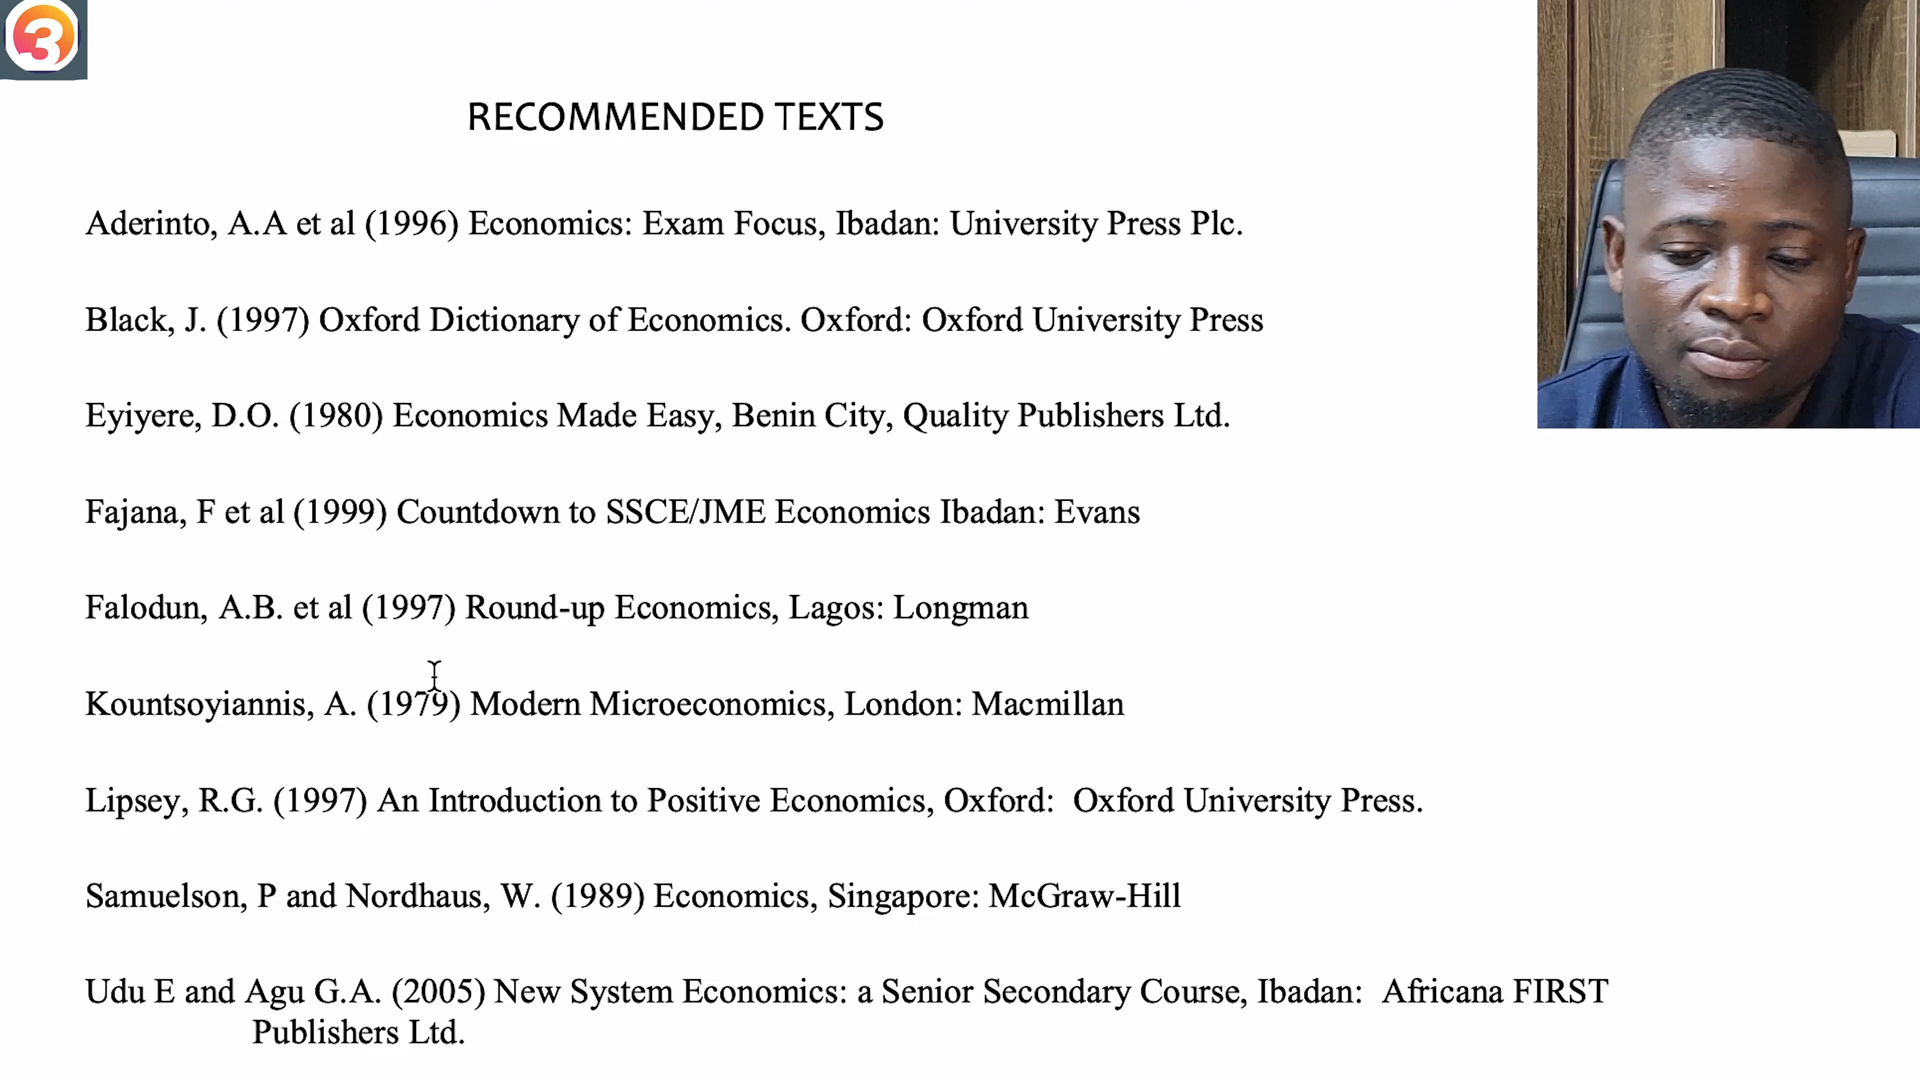 3
RECOMMENDED TEXTS
Aderinto, A.A et al (1996) Economics: Exam Focus, Ibadan: University Press Plc.
Black, J. (1997) Oxford Dictionary of Economics. Oxford: Oxford University Press
Eyiyere, D.O. (1980) Economics Made Easy, Benin City, Quality Publishers Ltd.
Fajana, F et al (1999) Countdown to SSCE/JME Economics Ibadan: Evans
Falodun, A.B. et al (1997) Round-up Economics, Lagos: Longman
Kountsoyiannis, A. (1979) Modern Microeconomics, London: Macmillan
Lipsey, R.G. (1997) An Introduction to Positive Economics, Oxford: Oxford University Press.
Samuelson, P and Nordhaus, W. (1989) Economics, Singapore: McGraw-Hill
Udu E and Agu G.A. (2005) New System Economics: a Senior Secondary Course, Ibadan: Africana FIRST
Publishers Ltd.